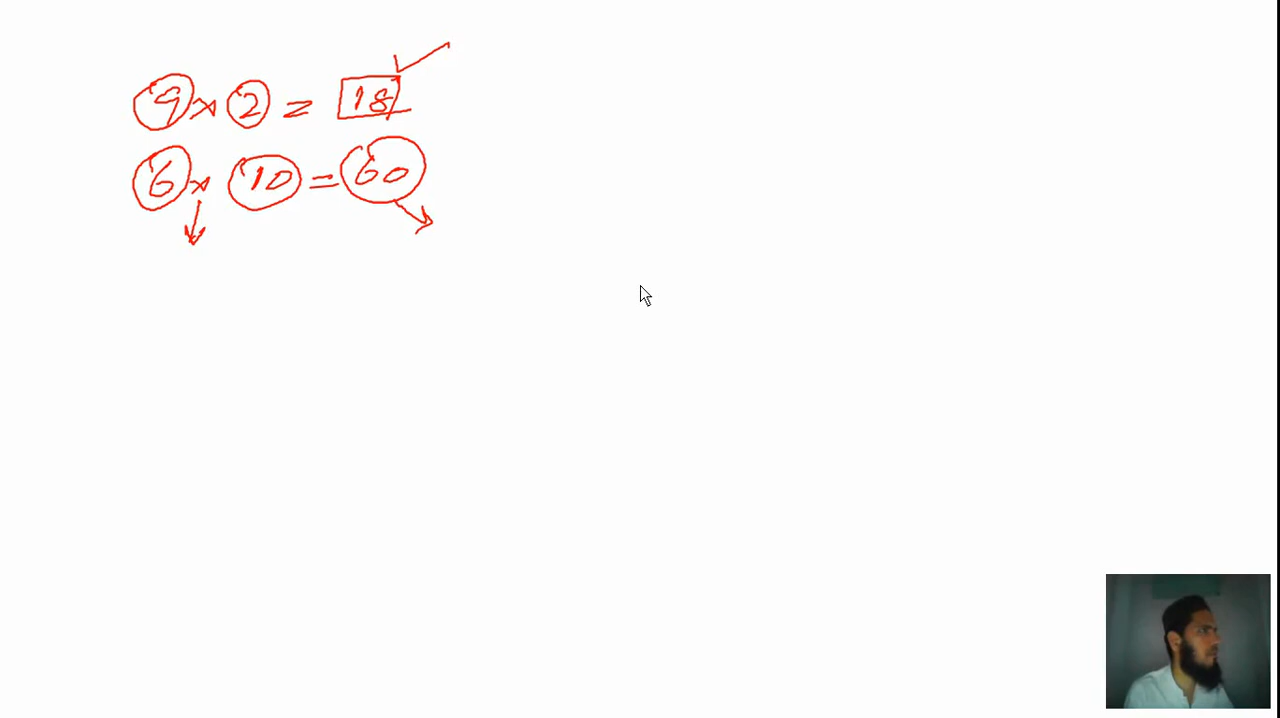 9 × 2 = 18
6 × 10 = 60